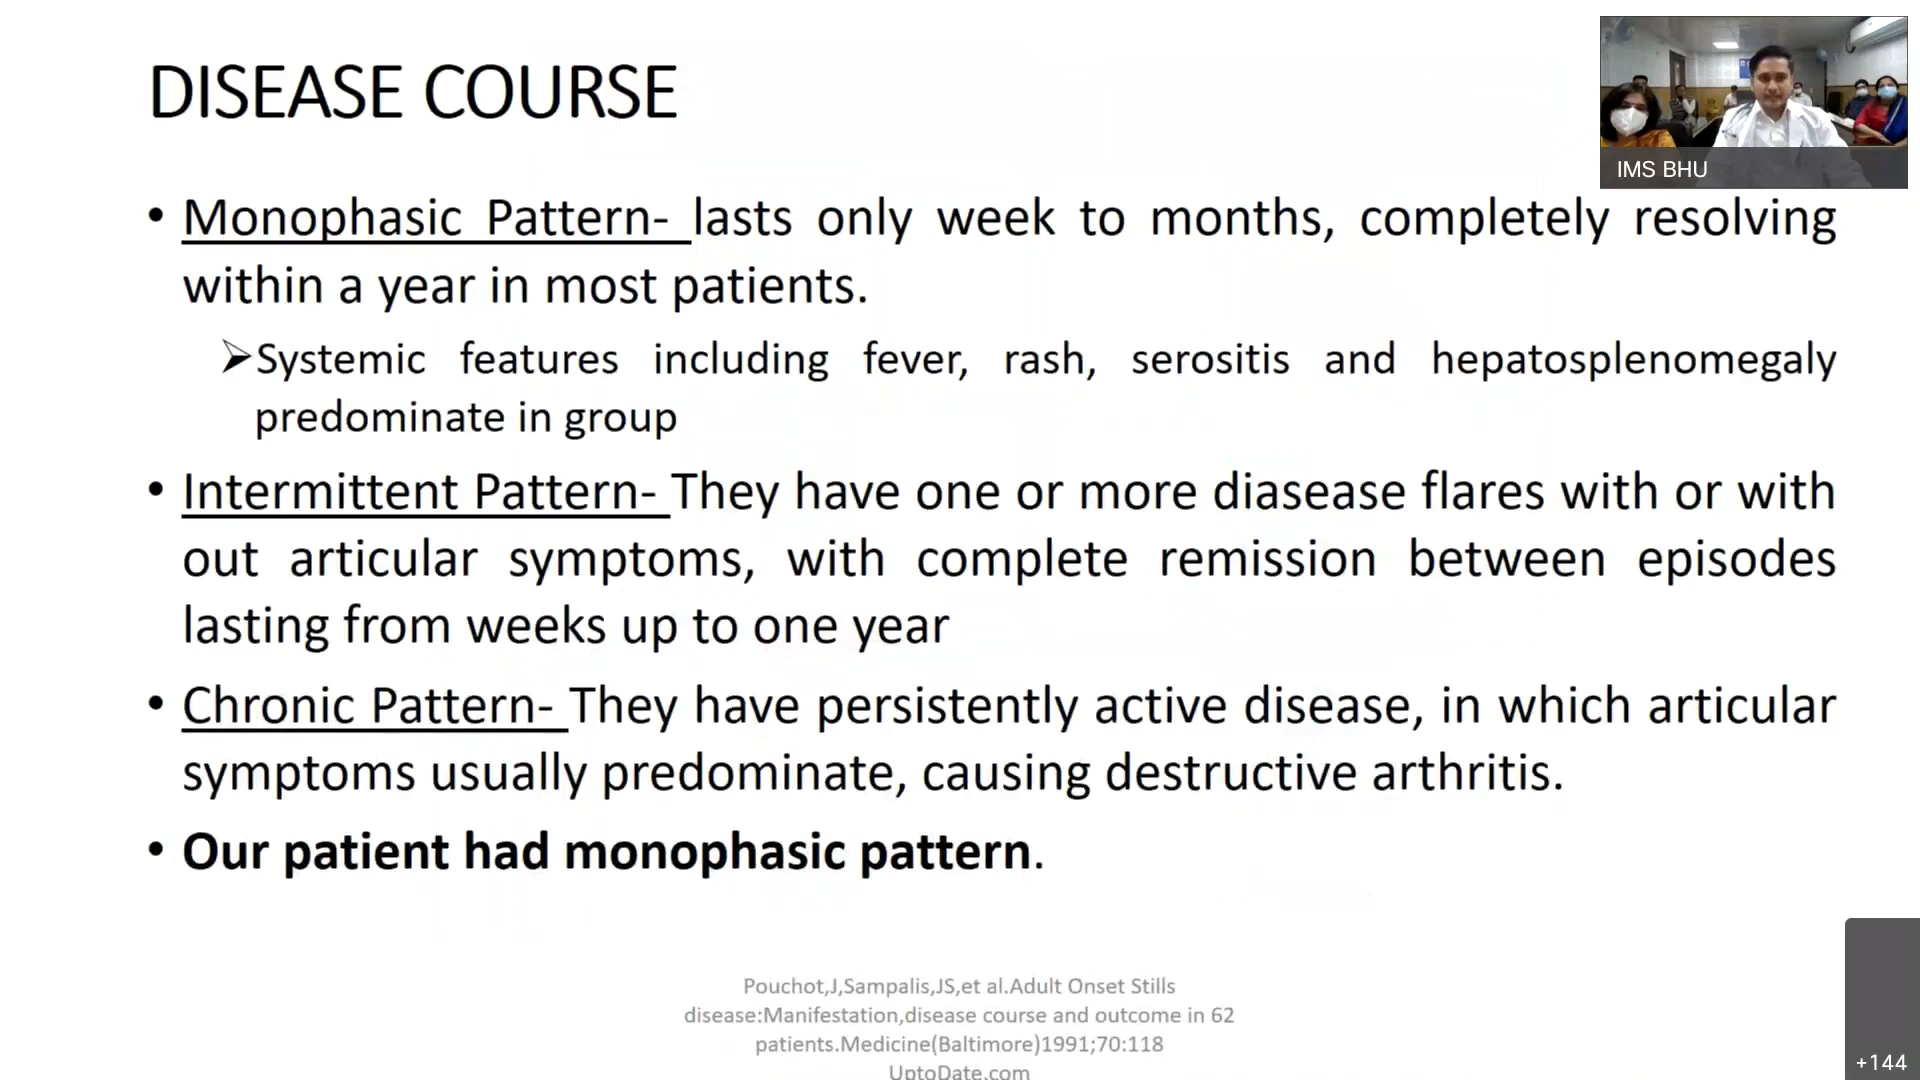 DISEASE COURSE
IMS BHU
• Monophasic Pattern- lasts only week to months, completely resolving
within a year in most patients.
➢Systemic features including fever, rash, serositis and hepatosplenomegaly
predominate in group
• Intermittent Pattern- They have one or more diasease flares with or with
out articular symptoms, with complete remission between episodes
lasting from weeks up to one year
• Chronic Pattern- They have persistently active disease, in which articular
symptoms usually predominate, causing destructive arthritis.
• Our patient had monophasic pattern.
Pouchot,J,Sampalis,JS,et al.Adult Onset Stills
disease:Manifestation,disease course and outcome in 62
patients.Medicine(Baltimore)1991;70:118
UptoDate.com
+144